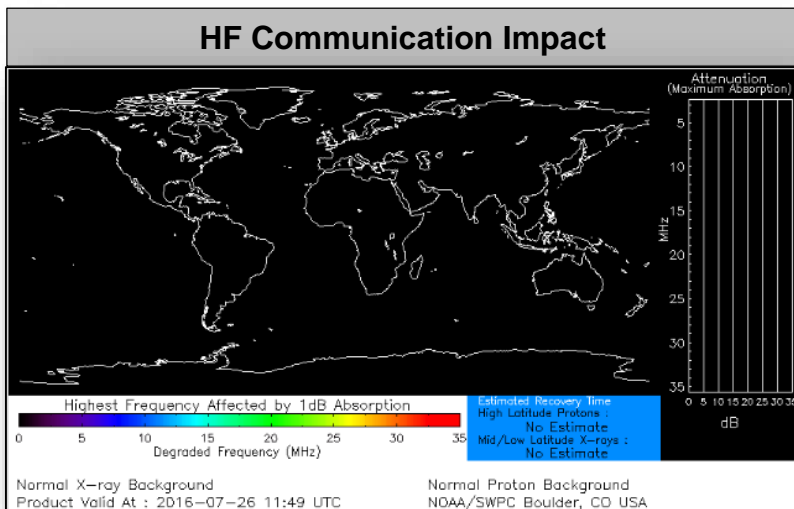 HF Communication Impact
Attenuation
(Maximum Absorption)
5
10
15
MHz
20
25
30
35
0 5 10 15 20 25 30 35
dB
Highest Frequency Affected by 1dB Absorption
0 5 10 15 20 25 30 35
Degraded Frequency (MHz)
Estimated Recovery Time
High Latitude Protons :
No Estimate
Mid/Low Latitude X-rays :
No Estimate
Normal X-ray Background
Normal Proton Background
Product Valid At : 2016-07-26 11:49 UTC
NOAA/SWPC Boulder, CO USA